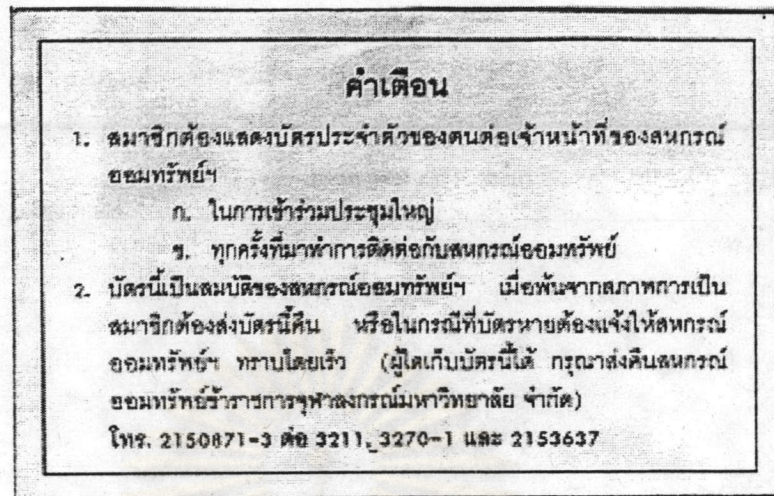 คำเตือน
1. สมาชิกต้องแสดงบัตรประจำตัวของตนต่อเจ้าหน้าที่ของสหกรณ์
ออมทรัพย์ฯ
ก. ในการเข้าร่วมประชุมใหญ่
ข. ทุกครั้งที่มาทำการติดต่อกับสหกรณ์ออมทรัพย์
2. บัตรนี้เป็นสมบัติของสหกรณ์ออมทรัพย์ฯ เมื่อพ้นจากสภาพการเป็น
สมาชิกต้องส่งบัตรนี้คืน หรือในกรณีที่บัตรหายต้องแจ้งให้สหกรณ์
ออมทรัพย์ฯ ทราบโดยเร็ว (ผู้ใดเก็บบัตรนี้ได้ กรุณาส่งคืนสหกรณ์
ออมทรัพย์ข้าราชการจุฬาลงกรณ์มหาวิทยาลัย จำกัด)
โทร. 2150871-3 ต่อ 3211, 3270-1 และ 2153637